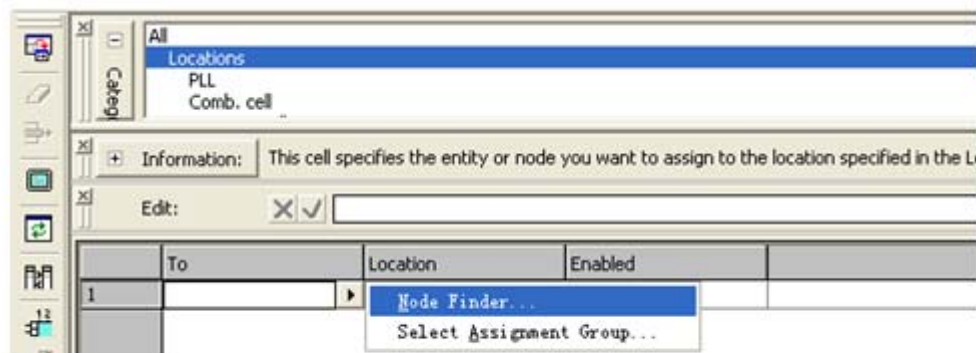 All
Locations
PLL
Comb. cell
Categ
Information: This cell specifies the entity or node you want to assign to the location specified in the L
Edit:
To Location Enabled
1
Node Finder...
Select Assignment Group...
12